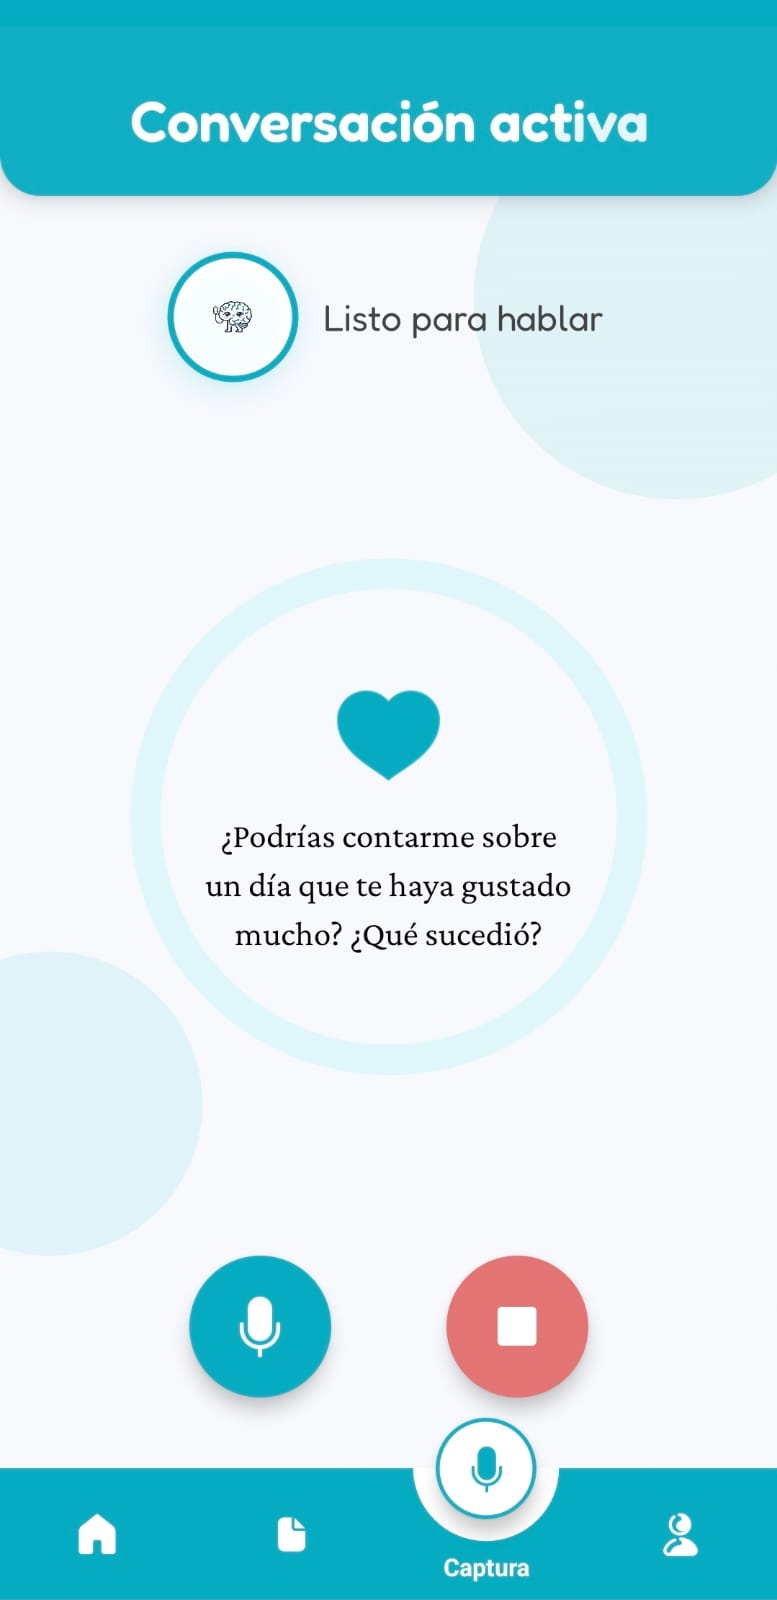 Conversación activa
Listo para hablar
¿Podrías contarme sobre
un día que te haya gustado
mucho? ¿Qué sucedió?
Captura